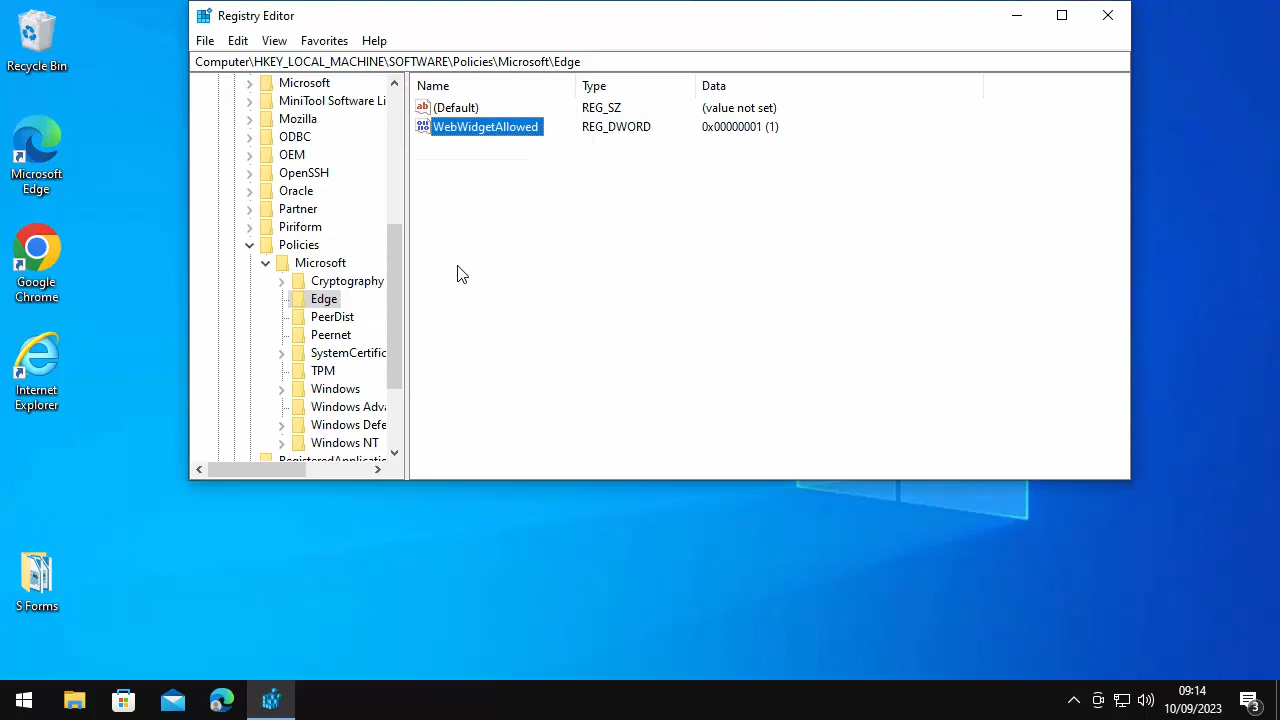 Registry Editor
File Edit View Favorites Help
Computer\HKEY_LOCAL_MACHINE\SOFTWARE\Policies\Microsoft\Edge
Microsoft
MiniTool Software Li
Mozilla
ODBC
OEM
OpenSSH
Oracle
Partner
Piriform
Policies
Microsoft
Cryptography
Edge
PeerDist
Peernet
SystemCertific
TPM
Windows
Windows Adva
Windows Defe
Windows NT
RegisteredApplicatio
Name Type Data
(Default) REG_SZ (value not set)
WebWidgetAllowed REG_DWORD 0x00000001 (1)
Recycle Bin
Microsoft
Edge
Google
Chrome
Internet
Explorer
S Forms
09:14
10/09/2023
3